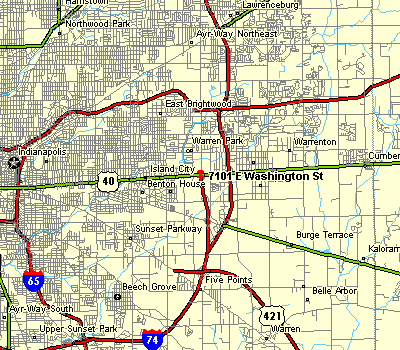 Harristown
Lawrenceburg
Northwood Park
Ayr-Way Northeast
East Brightwood
Warren Park
Warrenton
Indianapolis
Cumber
Island City
7101 E Washington St
40
Benton House
Sunset Parkway
Burge Terrace
Kaloram
65
Five Points
Beech Grove
Belle Arbor
Ayr-Way South
421
Upper Sunset Park
74
Warren